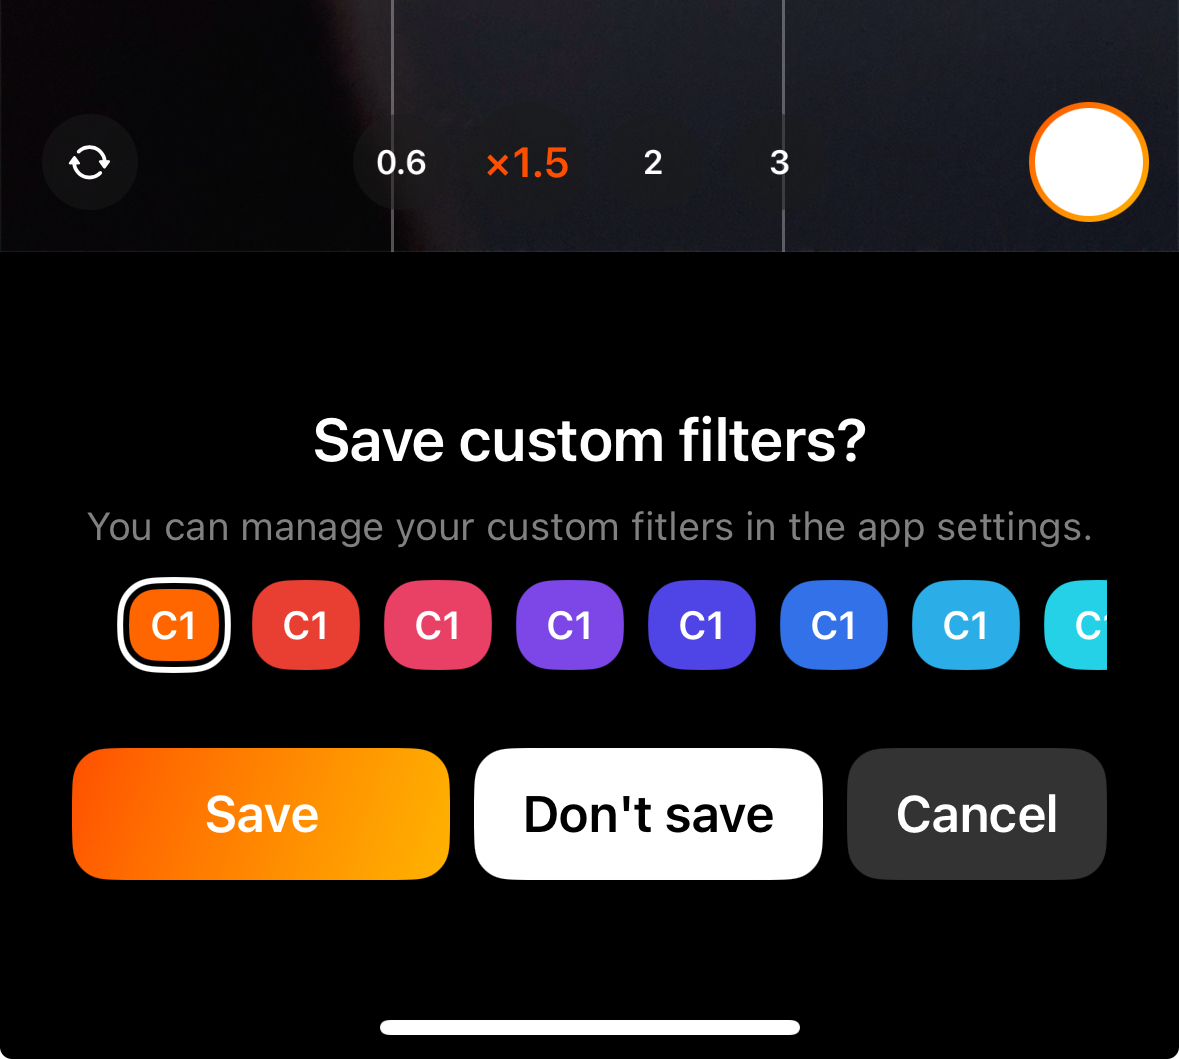 0.6 ×1.5 2 3
Save custom filters?
You can manage your custom fitlers in the app settings.
C1 C1 C1 C1 C1 C1 C1 C1
Save Don't save Cancel